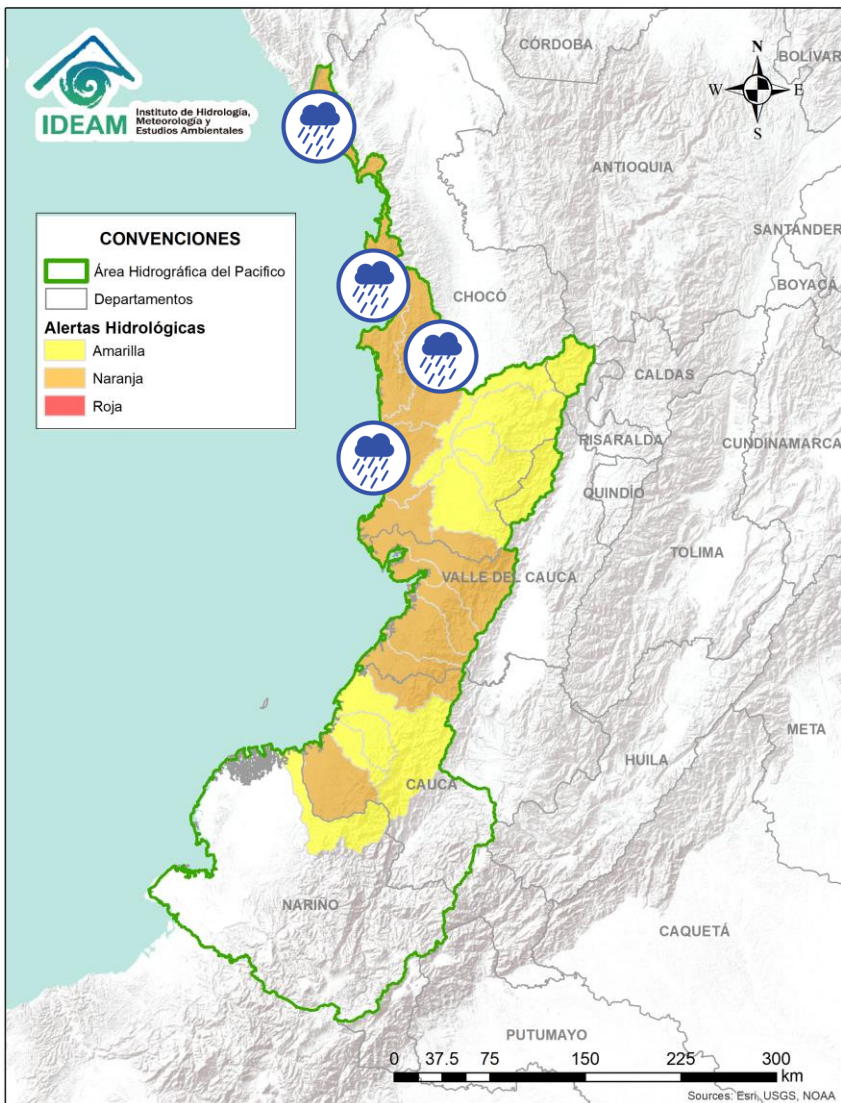 IDEAM
Instituto de Hidrología,
Meteorología y
Estudios Ambientales
CÓRDOBA
BOLÍVAR
N
W
E
S
ANTIOQUIA
SANTANDER
BOYACÁ
CONVENCIONES
Área Hidrográfica del Pacifico
Departamentos
Alertas Hidrológicas
Amarilla
Naranja
Roja
CHOCÓ
CALDAS
RISARALDA
CUNDINAMARCA
QUINDÍO
TOLIMA
VALLE DEL CAUCA
META
HUILA
CAUCA
NARIÑO
CAQUETÁ
PUTUMAYO
0 37.5 75 150 225 300
km
Sources: Esri, USGS, NOAA